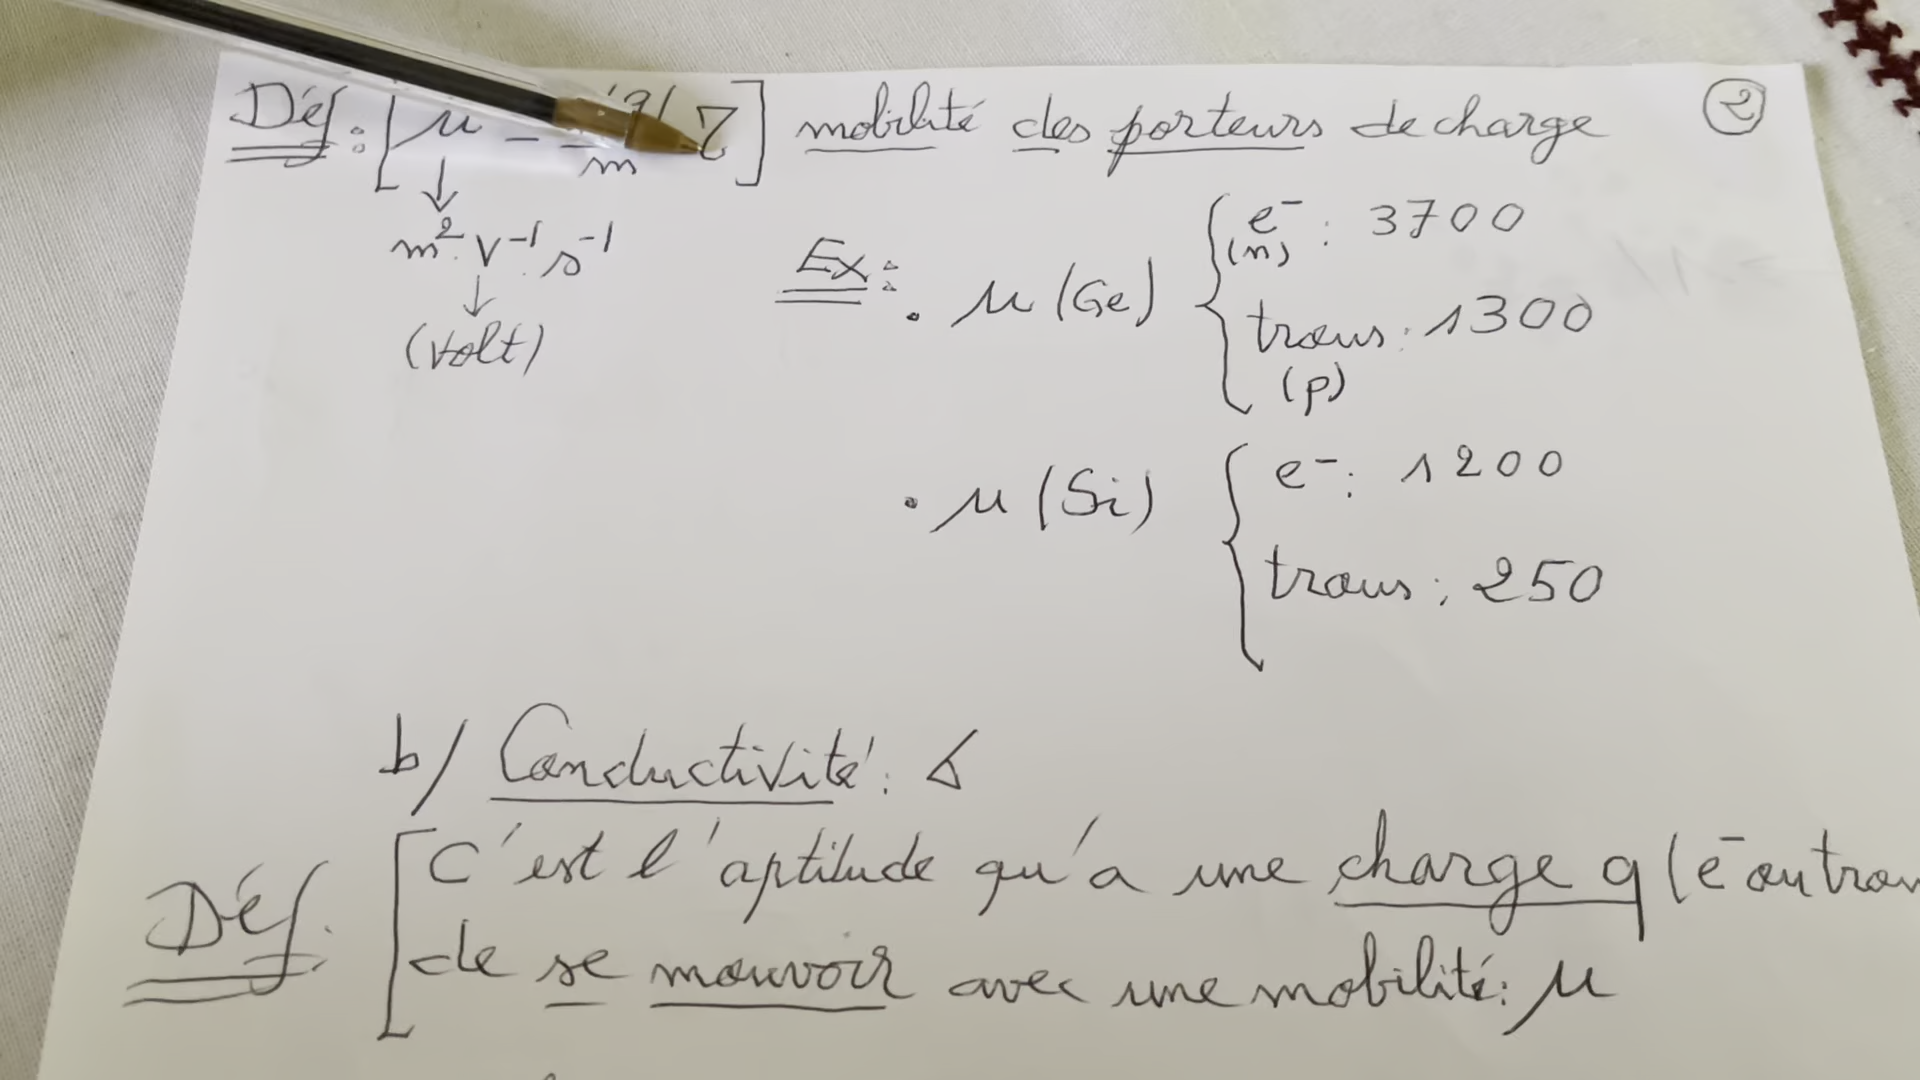 Déf: [μ = |q|/m τ] mobilité des porteurs de charge
②
↓
m².V⁻¹.s⁻¹
↓
(Volt)
Ex:
. μ (Ge) { e⁻ : 3700
(n)
trous : 1300
(p)
. μ (Si) { e⁻ : 1200
trous : 250
b/ Conductivité : σ
Déf. [C'est l'aptitude qu'a une charge q (e⁻ ou trou
de se mouvoir avec une mobilité : μ